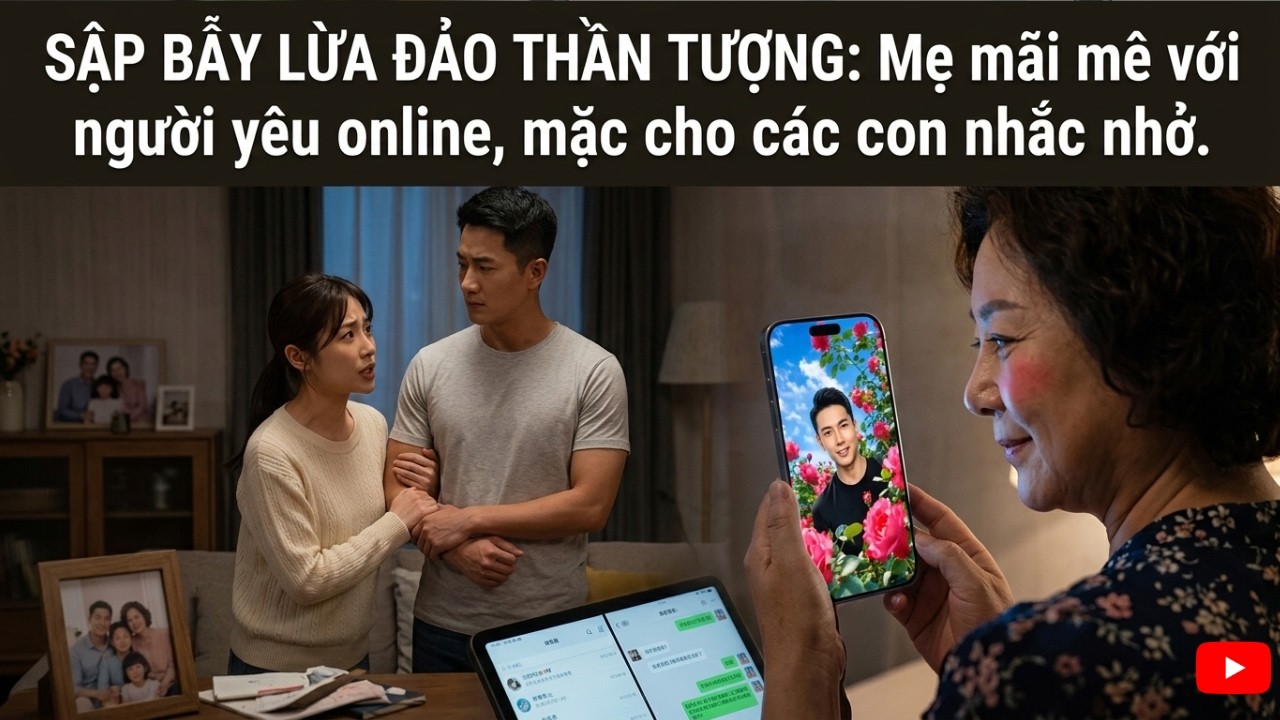 SẬP BẪY LỪA ĐẢO THẦN TƯỢNG: Mẹ mãi mê với
người yêu online, mặc cho các con nhắc nhở.